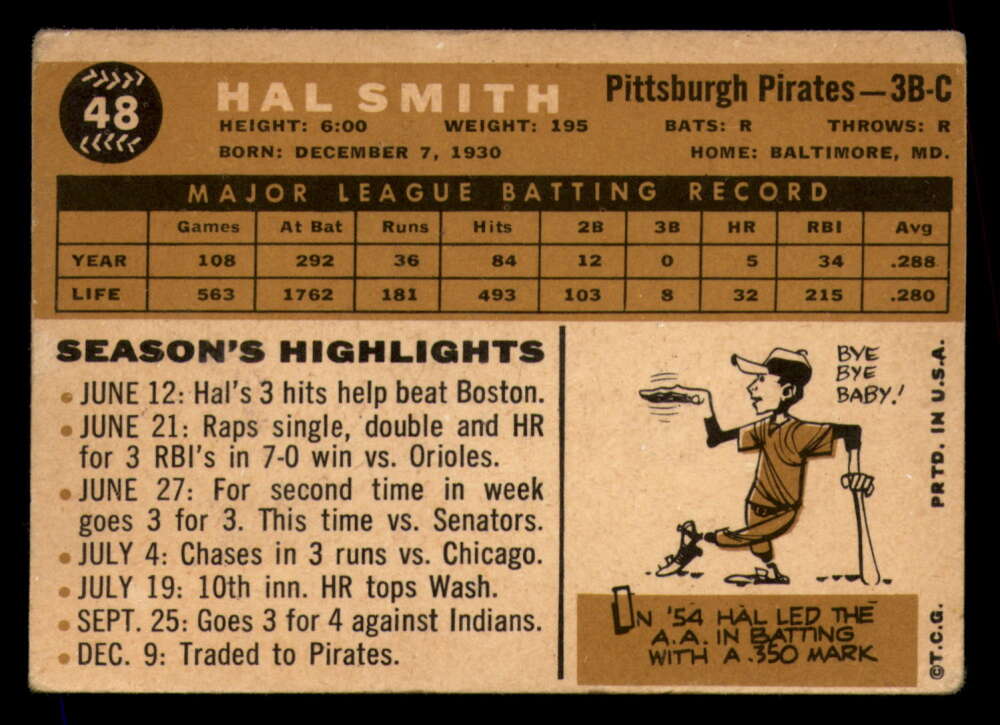 48
HAL SMITH
Pittsburgh Pirates—3B-C
HEIGHT: 6:00 WEIGHT: 195 BATS: R THROWS: R
BORN: DECEMBER 7, 1930 HOME: BALTIMORE, MD.
MAJOR LEAGUE BATTING RECORD
Games At Bat Runs Hits 2B 3B HR RBI Avg
YEAR 108 292 36 84 12 0 5 34 .288
LIFE 563 1762 181 493 103 8 32 215 .280
SEASON'S HIGHLIGHTS
• JUNE 12: Hal's 3 hits help beat Boston.
• JUNE 21: Raps single, double and HR
for 3 RBI's in 7-0 win vs. Orioles.
• JUNE 27: For second time in week
goes 3 for 3. This time vs. Senators.
• JULY 4: Chases in 3 runs vs. Chicago.
• JULY 19: 10th inn. HR tops Wash.
• SEPT. 25: Goes 3 for 4 against Indians.
• DEC. 9: Traded to Pirates.
BYE
BYE
BABY!
IN '54 HAL LED THE
A.A. IN BATTING
WITH A .350 MARK
PRTD. IN U.S.A.
©T.C.G.